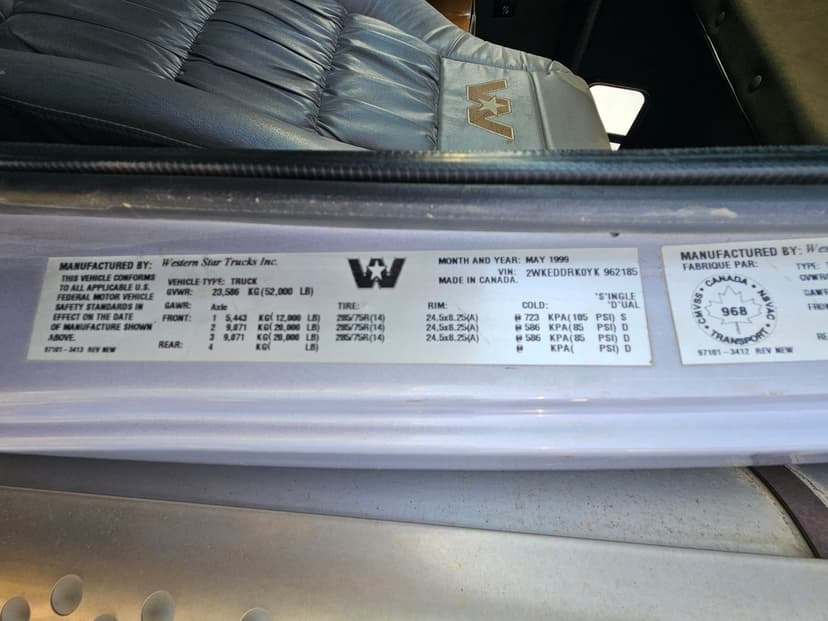 W
MANUFACTURED BY: Western Star Trucks Inc.
THIS VEHICLE CONFORMS
TO ALL APPLICABLE U.S.
FEDERAL MOTOR VEHICLE
SAFETY STANDARDS IN
EFFECT ON THE DATE
OF MANUFACTURE SHOWN
ABOVE.
97101-3413 REV NEW
VEHICLE TYPE: TRUCK
GVWR: 23,586 KG (52,000 LB)
W
MONTH AND YEAR: MAY 1999
VIN: 2WKEDDRK0YK 962185
MADE IN CANADA.
'S'INGLE
'D'UAL
GAWR: Axle TIRE: RIM: COLD:
FRONT: 1 5,443 KG( 12,000 LB) 285/75R(14) 24.5x8.25(A) @ 723 KPA(105 PSI) S
2 9,071 KG( 20,000 LB) 285/75R(14) 24.5x8.25(A) @ 586 KPA(85 PSI) D
3 9,071 KG( 20,000 LB) 285/75R(14) 24.5x8.25(A) @ 586 KPA(85 PSI) D
REAR: 4 KG( LB) @ KPA( PSI) D
MANUFACTURED BY:
FABRIQUE PAR:
CANADA
CMVSS NSVAC
968
TRANSPORT
97101-3412 REV NEW